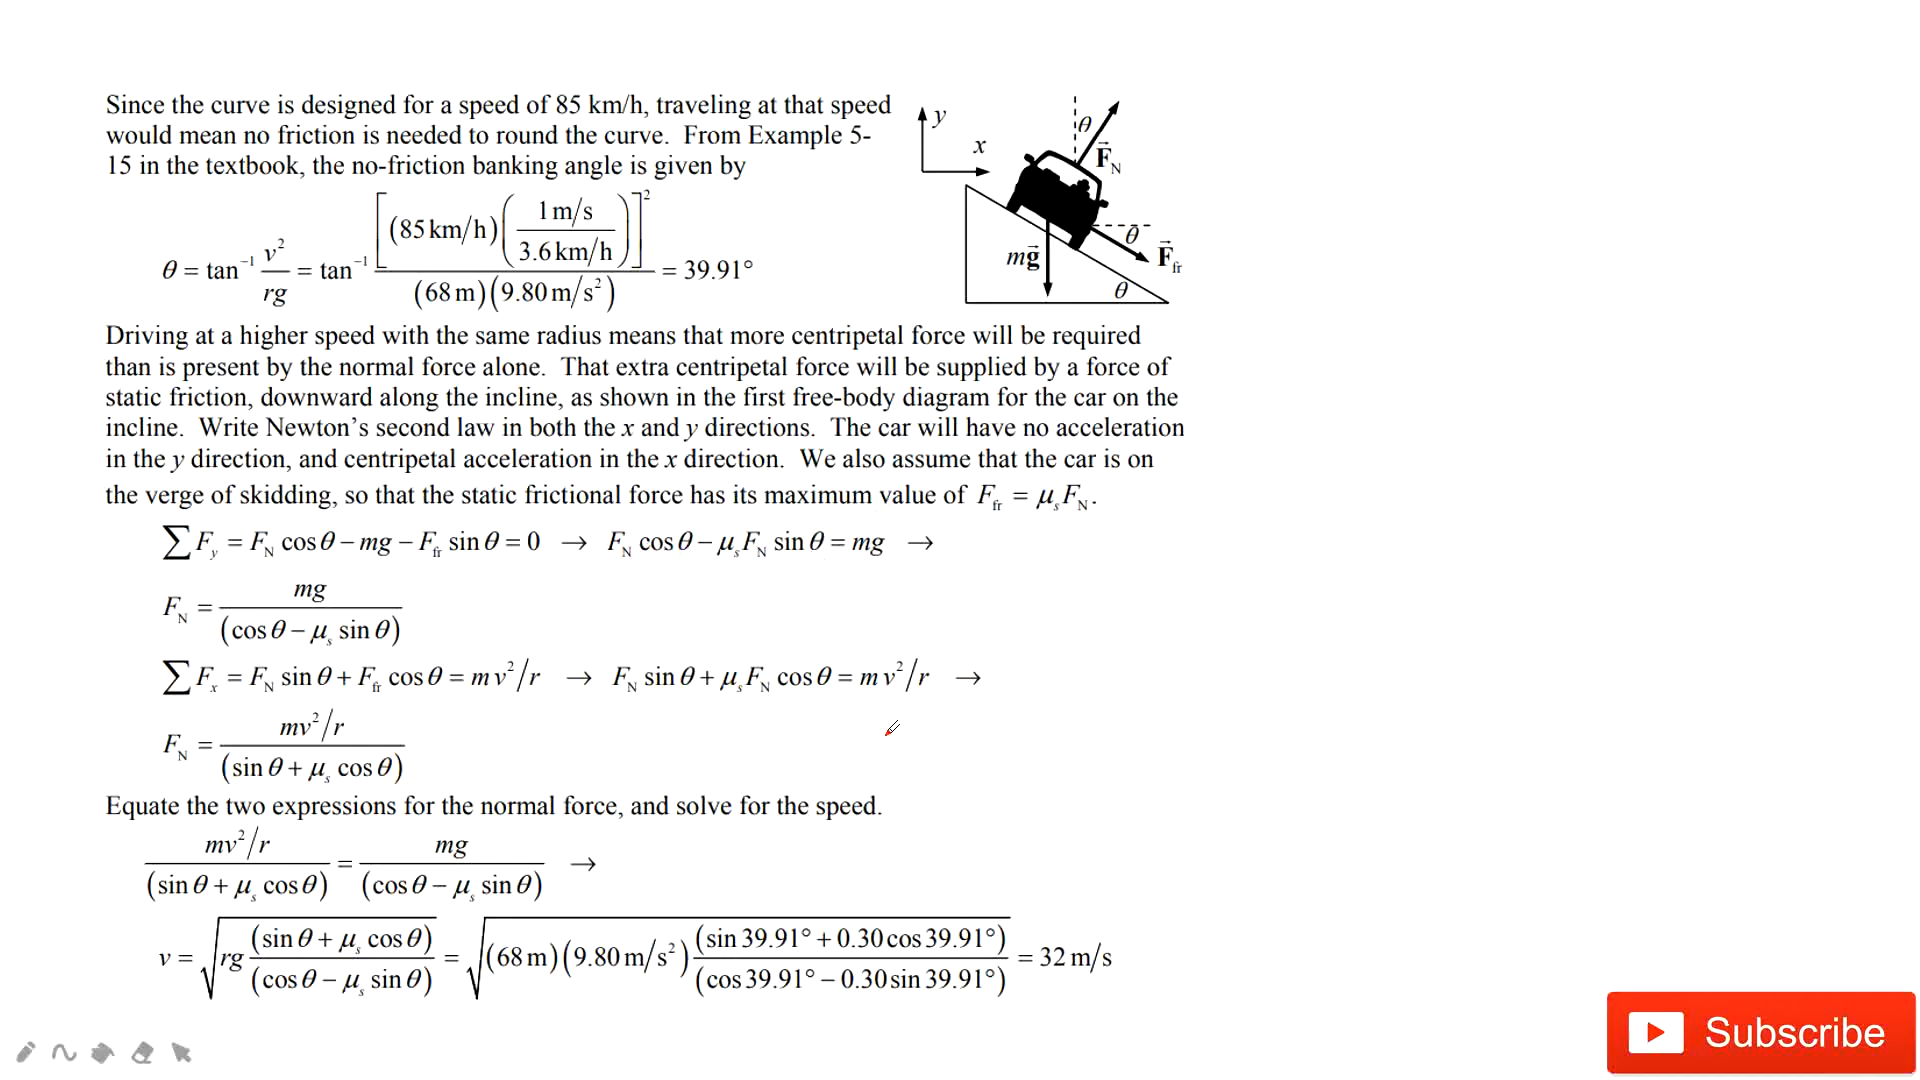 Since the curve is designed for a speed of 85 km/h, traveling at that speed
would mean no friction is needed to round the curve.  From Example 5-
15 in the textbook, the no-friction banking angle is given by
θ = tan⁻¹ v²/rg = tan⁻¹ [(85 km/h)(1 m/s / 3.6 km/h)]² / (68 m)(9.80 m/s²) = 39.91°
y
x
θ
F⃗_N
θ
F⃗_fr
mg⃗
θ
Driving at a higher speed with the same radius means that more centripetal force will be required
than is present by the normal force alone.  That extra centripetal force will be supplied by a force of
static friction, downward along the incline, as shown in the first free-body diagram for the car on the
incline.  Write Newton's second law in both the x and y directions.  The car will have no acceleration
in the y direction, and centripetal acceleration in the x direction.  We also assume that the car is on
the verge of skidding, so that the static frictional force has its maximum value of F_fr = μ_s F_N.
∑ F_y = F_N cos θ − mg − F_fr sin θ = 0 → F_N cos θ − μ_s F_N sin θ = mg →
F_N = mg / (cos θ − μ_s sin θ)
∑ F_x = F_N sin θ + F_fr cos θ = m v²/r → F_N sin θ + μ_s F_N cos θ = m v²/r →
F_N = mv²/r / (sin θ + μ_s cos θ)
Equate the two expressions for the normal force, and solve for the speed.
mv²/r / (sin θ + μ_s cos θ) = mg / (cos θ − μ_s sin θ) →
v = √(rg (sin θ + μ_s cos θ) / (cos θ − μ_s sin θ)) = √((68 m)(9.80 m/s²) (sin 39.91° + 0.30 cos 39.91°) / (cos 39.91° − 0.30 sin 39.91°)) = 32 m/s
Subscribe